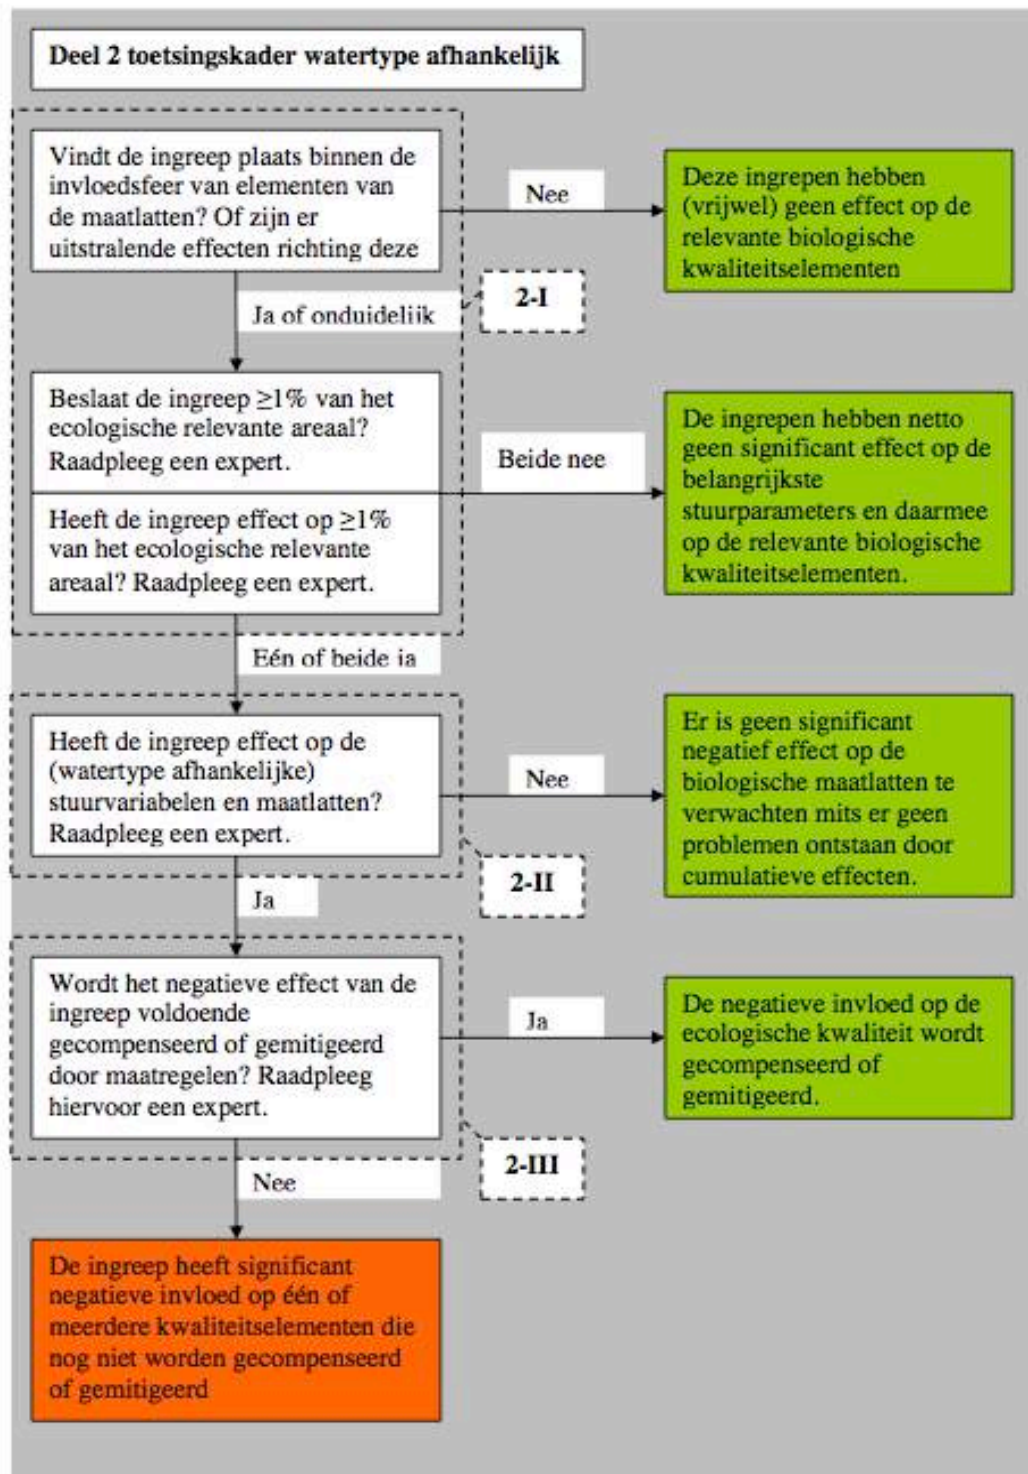 Deel 2 toetsingskader watertype afhankelijk
Vindt de ingreep plaats binnen de
invloedsfeer van elementen van
de maatlatten? Of zijn er
uitstralende effecten richting deze
Nee
Deze ingrepen hebben
(vrijwel) geen effect op de
relevante biologische
kwaliteitselementen
Ja of onduidelijk
2-I
Beslaat de ingreep ≥1% van het
ecologische relevante areaal?
Raadpleeg een expert.
Heeft de ingreep effect op ≥1%
van het ecologische relevante
areaal? Raadpleeg een expert.
Beide nee
De ingrepen hebben netto
geen significant effect op de
belangrijkste
stuurparameters en daarmee
op de relevante biologische
kwaliteitselementen.
Eén of beide ja
Heeft de ingreep effect op de
(watertype afhankelijke)
stuurvariabelen en maatlatten?
Raadpleeg een expert.
Nee
Er is geen significant
negatief effect op de
biologische maatlatten te
verwachten mits er geen
problemen ontstaan door
cumulatieve effecten.
2-II
Ja
Wordt het negatieve effect van de
ingreep voldoende
gecompenseerd of gemitigeerd
door maatregelen? Raadpleeg
hiervoor een expert.
Ja
De negatieve invloed op de
ecologische kwaliteit wordt
gecompenseerd of
gemitigeerd.
2-III
Nee
De ingreep heeft significant
negatieve invloed op één of
meerdere kwaliteitselementen die
nog niet worden gecompenseerd
of gemitigeerd